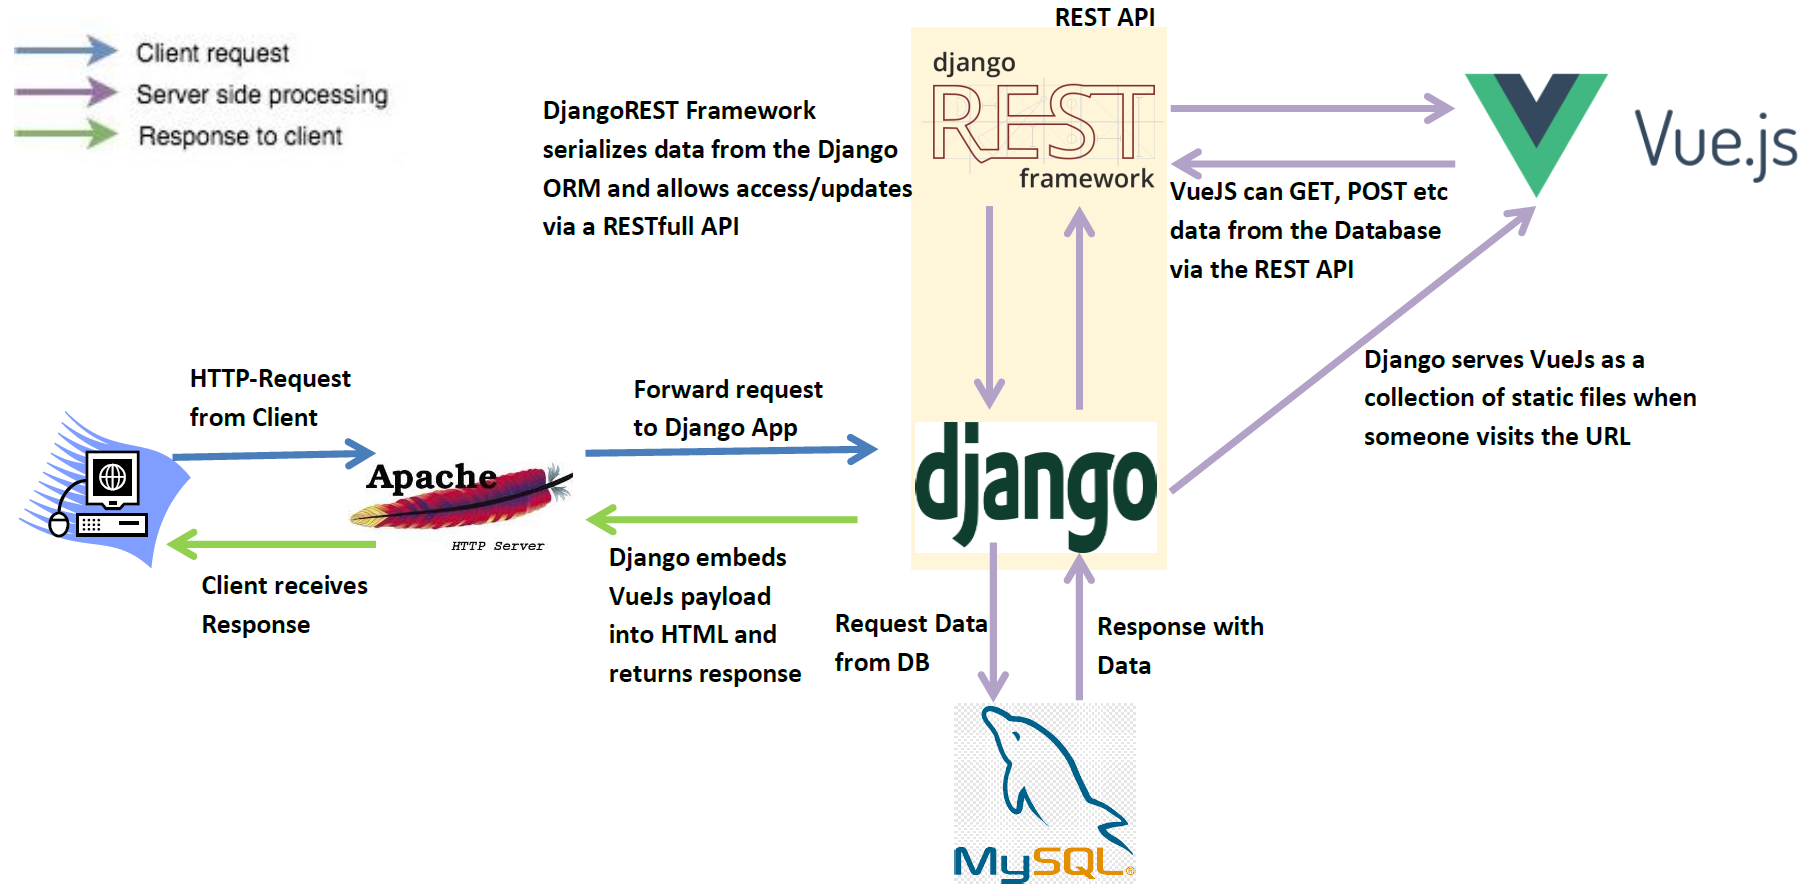 REST API
Client request
Server side processing
Response to client
django
REST
framework
DjangoREST Framework
serializes data from the Django
ORM and allows access/updates
via a RESTfull API
Vue.js
VueJS can GET, POST etc
data from the Database
via the REST API
Django serves VueJs as a
collection of static files when
someone visits the URL
HTTP-Request
from Client
Forward request
to Django App
Apache
HTTP Server
django
Client receives
Response
Django embeds
VueJs payload
into HTML and
returns response
Request Data
from DB
Response with
Data
MySQL®